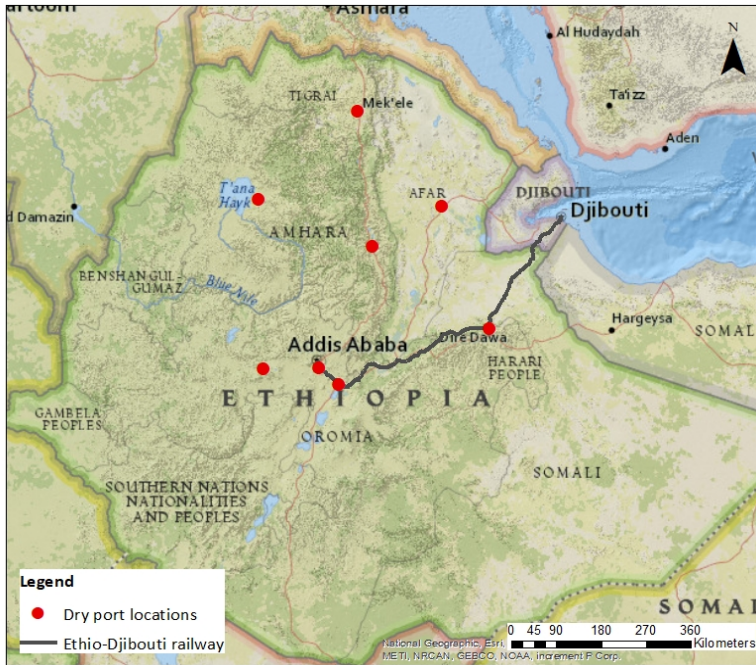 artoom
Asmara
Al Hudaydah
N
TIGRAI
Mek'ele
Ta'izz
Aden
T'ana
Hayk
AFAR
DJIBOUTI
Djibouti
d Damazin
AMHARA
BENSHANGUL-
GUMAZ
Blue Nile
Dire Dawa
Hargeysa
SOMAL
Addis Ababa
HARARI
PEOPLE
ETHIOPIA
GAMBELA
PEOPLES
OROMIA
SOMALI
SOUTHERN NATIONS
NATIONALITIES
AND PEOPLES
Legend
Dry port locations
Ethio-Djibouti railway
SOMA
0 45 90 180 270 360
Kilometers
National Geographic, Esri,
METI, NRCAN, GEBCO, NOAA, increment P Corp.